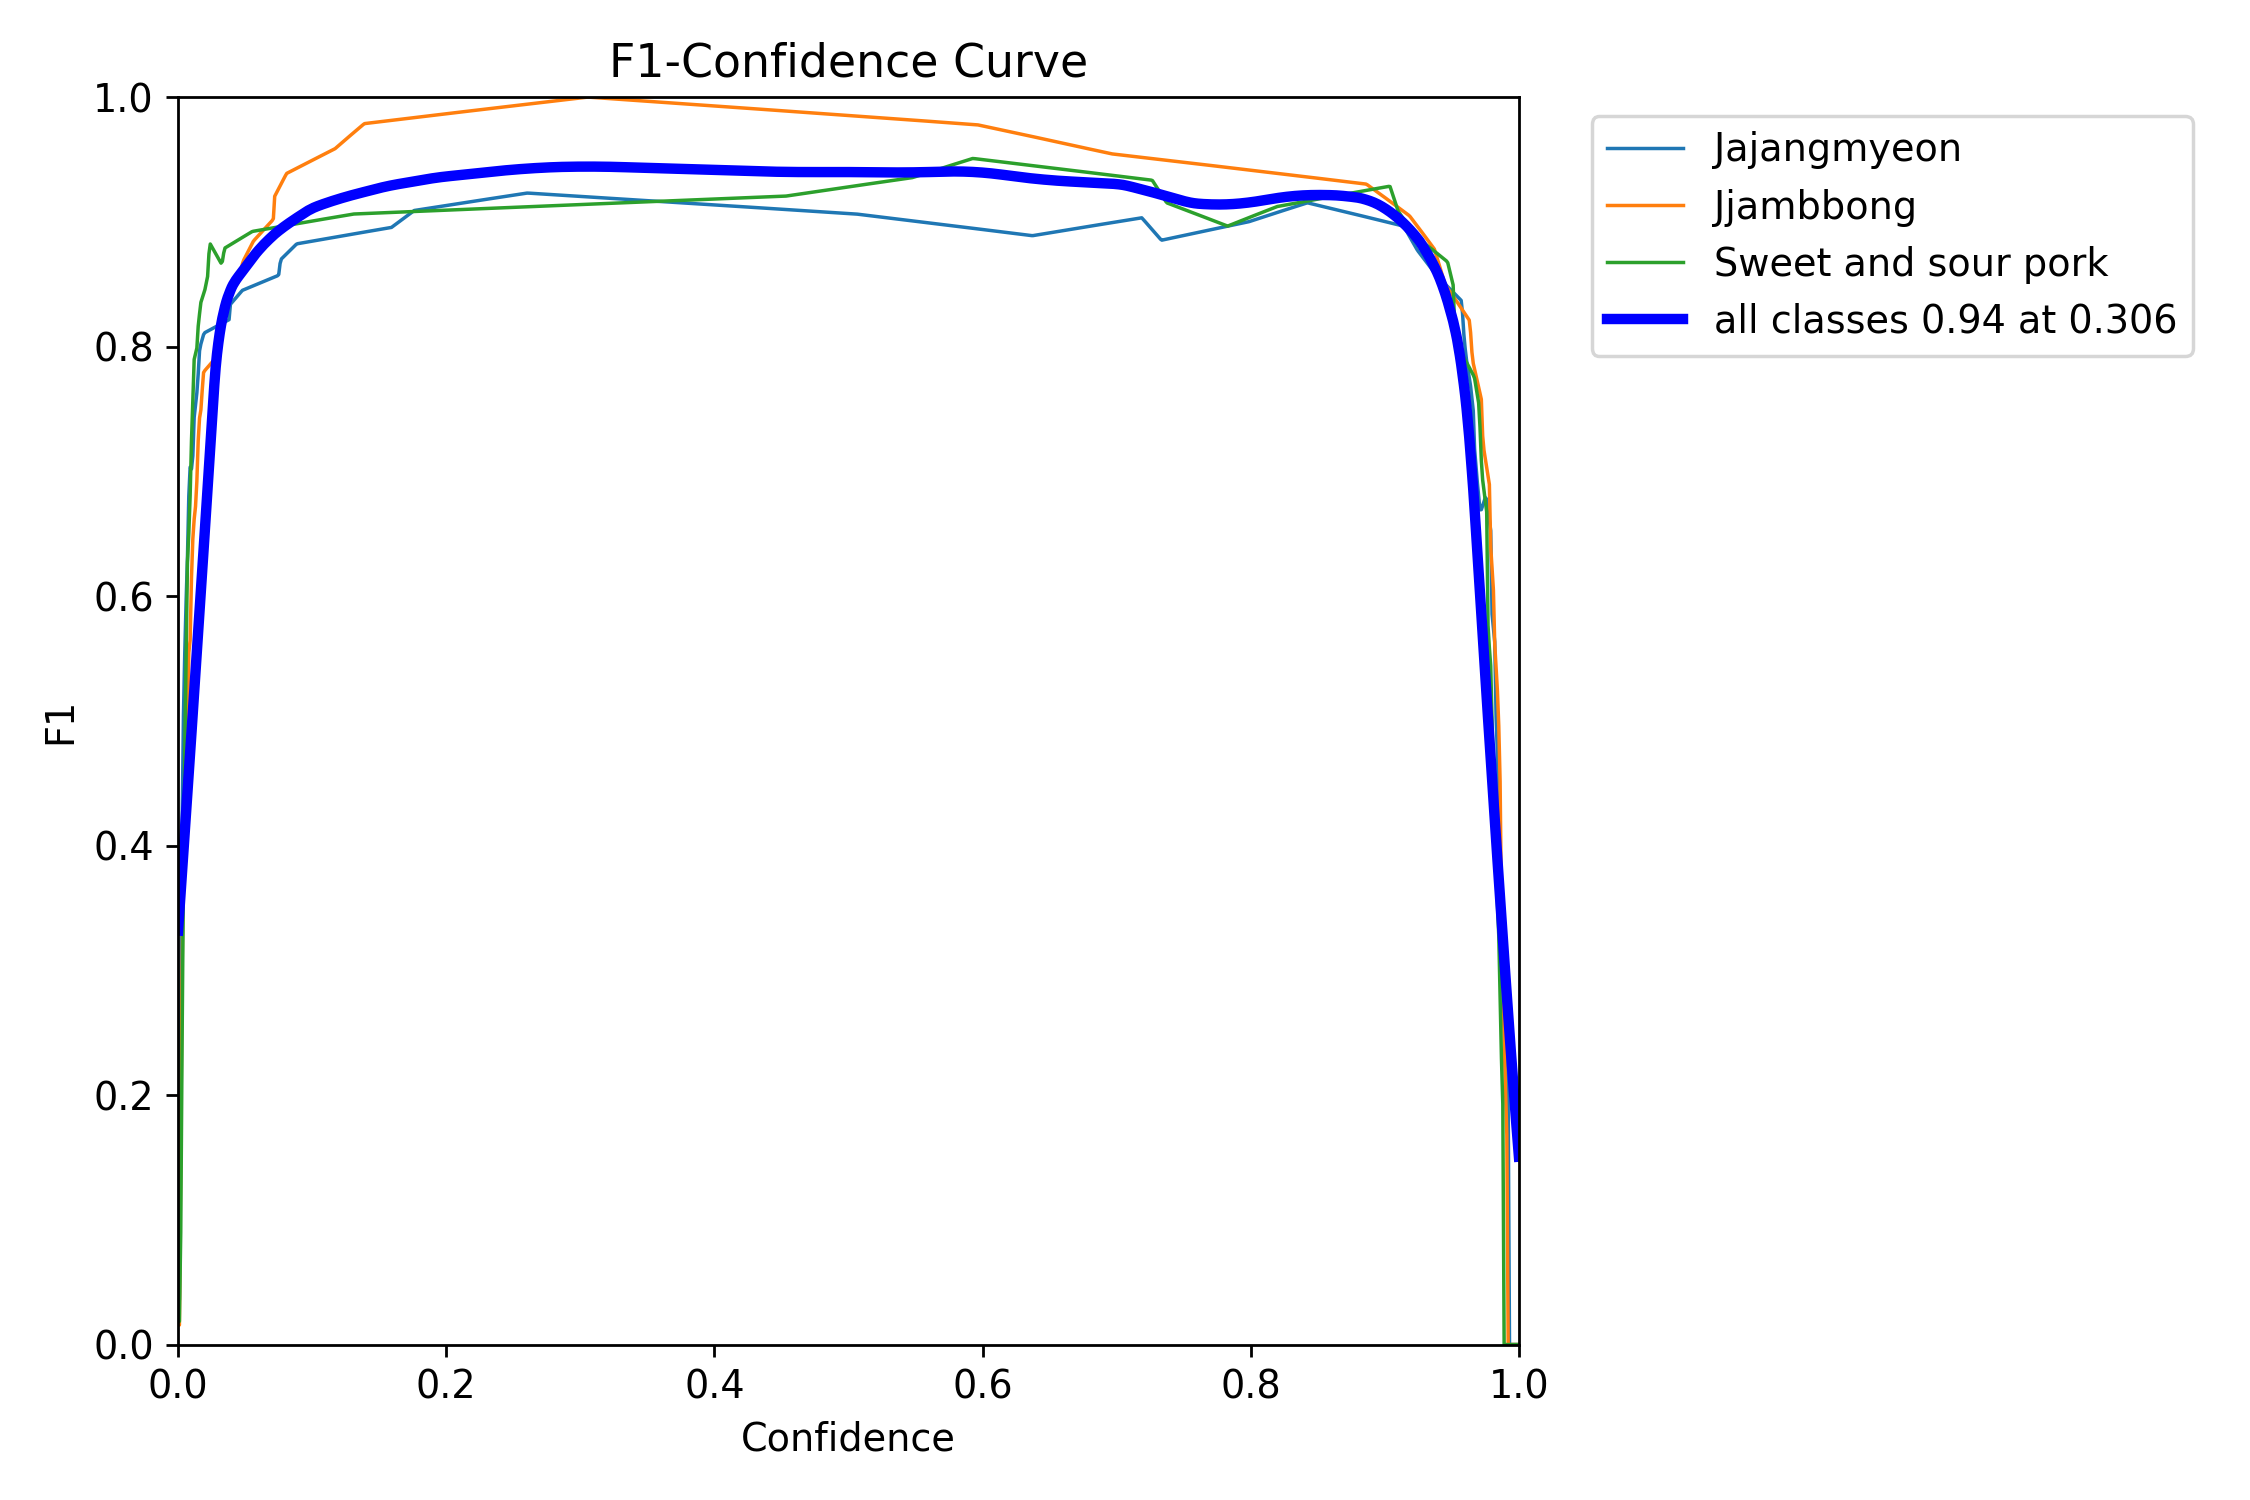 F1-Confidence Curve
1.0
0.8
0.6
0.4
0.2
0.0
F1
0.0 0.2 0.4 0.6 0.8 1.0
Confidence
Jajangmyeon
Jjambbong
Sweet and sour pork
all classes 0.94 at 0.306